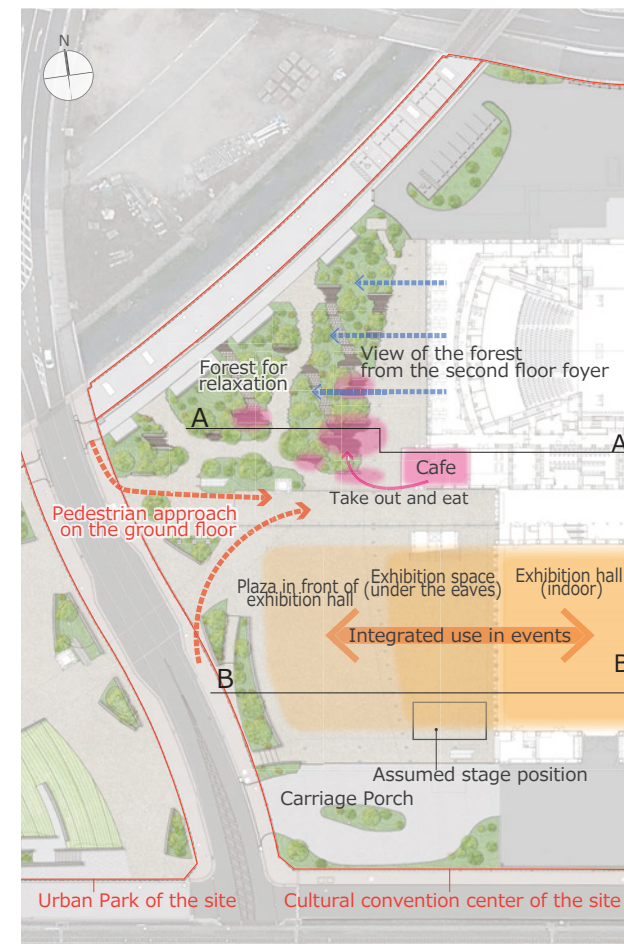 N
Forest for
relaxation
View of the forest
from the second floor foyer
A
A
Cafe
Take out and eat
Pedestrian approach
on the ground floor
Plaza in front of
exhibition hall
Exhibition space
(under the eaves)
Exhibition hall
(indoor)
Integrated use in events
B
B
Assumed stage position
Carriage Porch
Urban Park of the site
Cultural convention center of the site